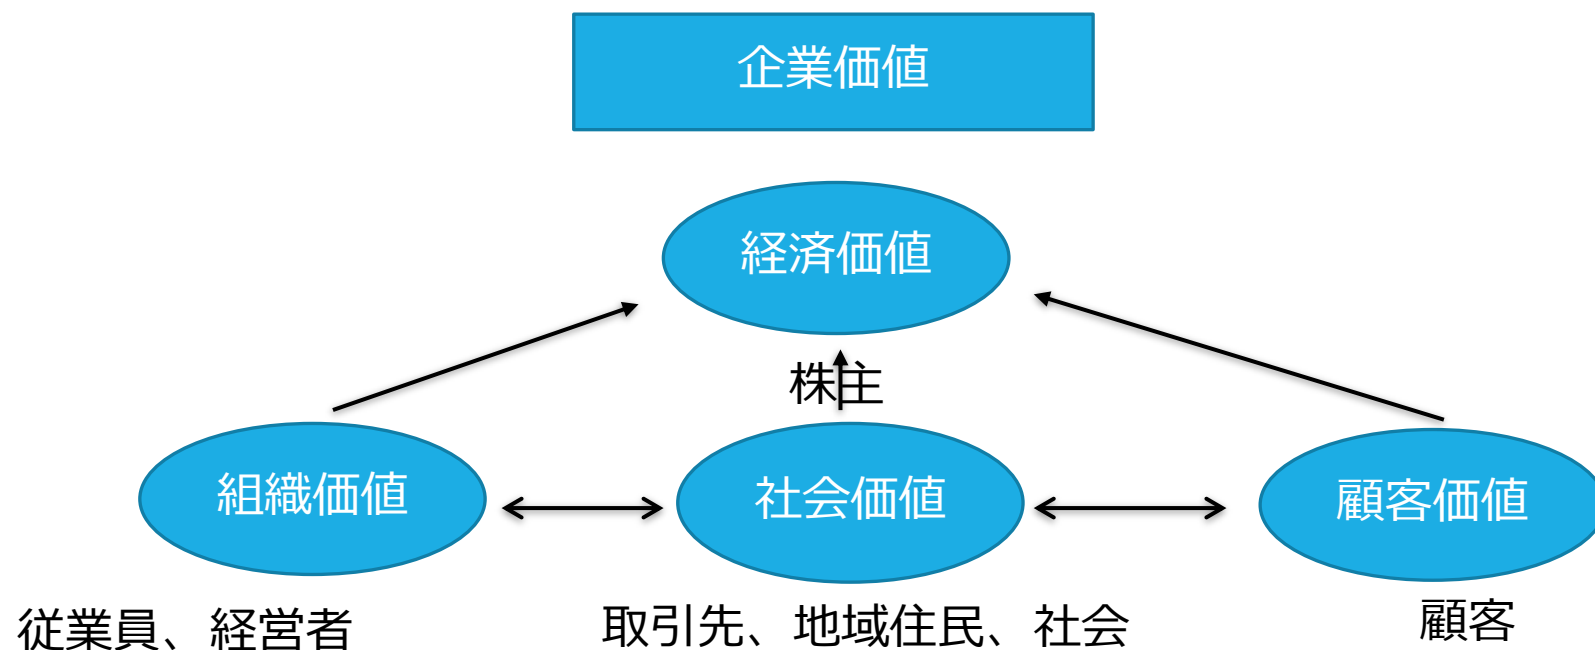 企業価値
経済価値
株主
組織価値
社会価値
顧客価値
従業員、経営者
取引先、地域住民、社会
顧客